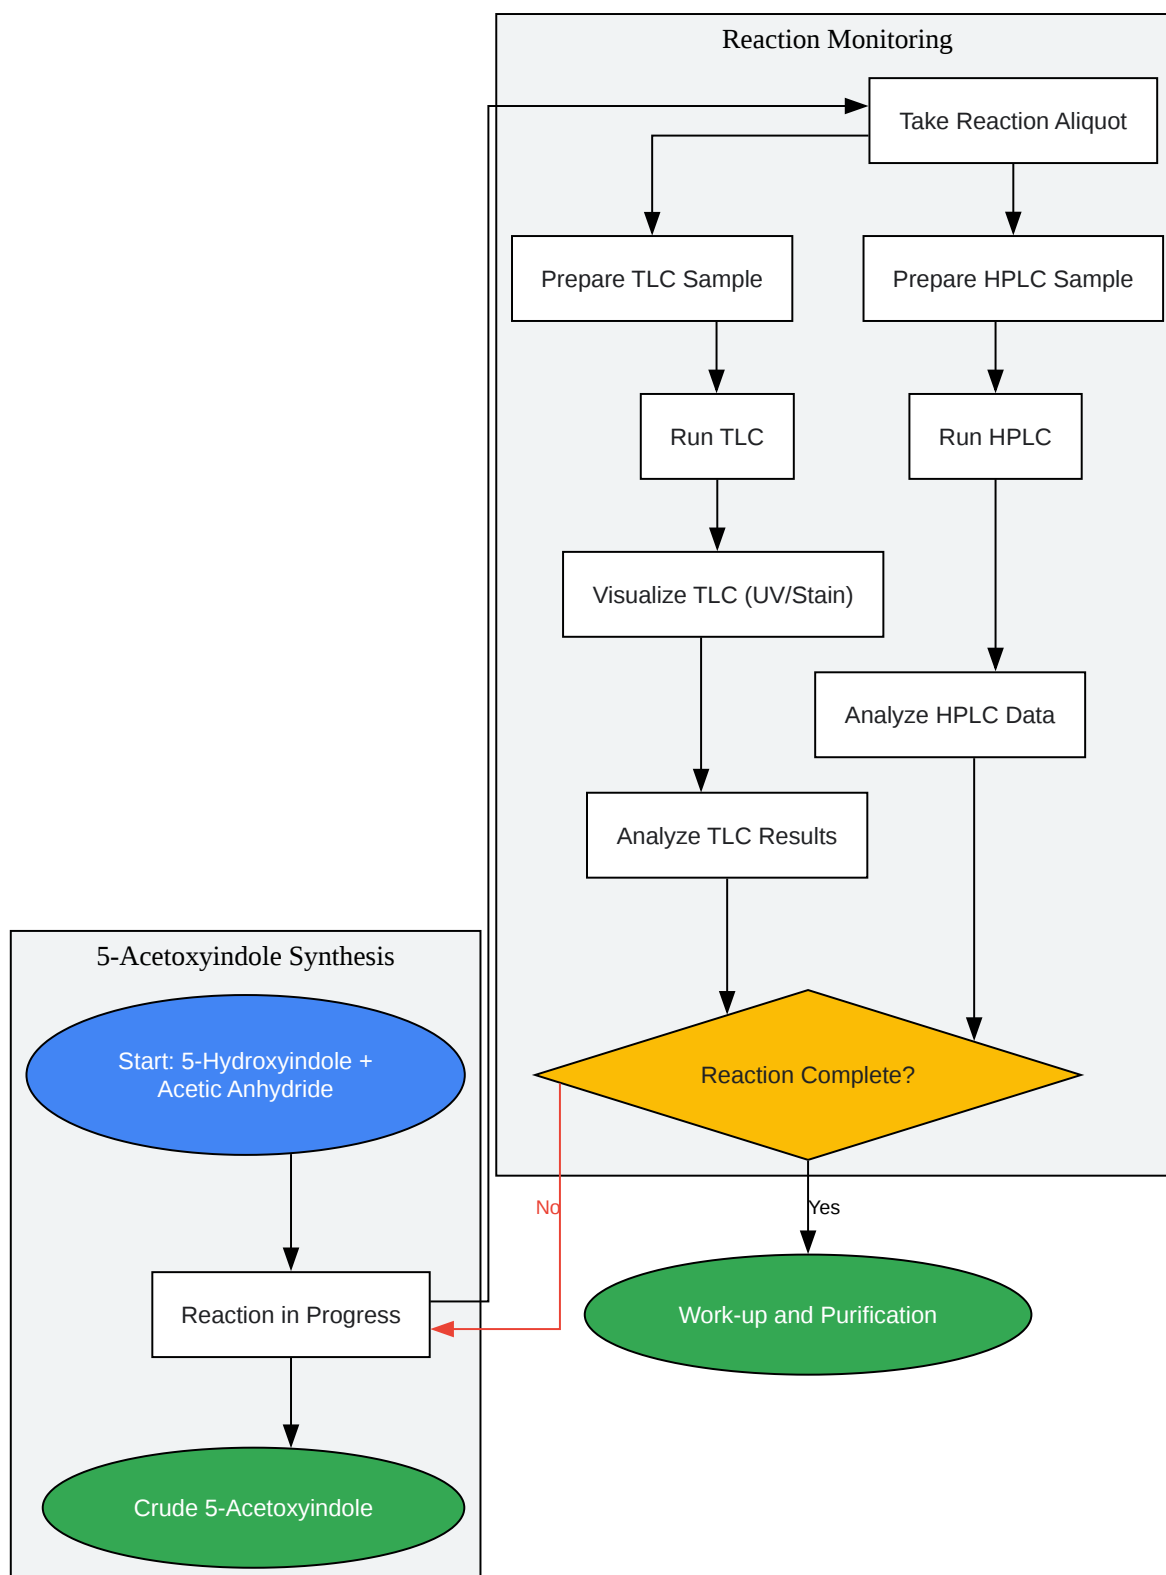 Reaction Monitoring
Take Reaction Aliquot
Prepare TLC Sample
Prepare HPLC Sample
Run TLC
Run HPLC
Visualize TLC (UV/Stain)
Analyze HPLC Data
Analyze TLC Results
5-Acetoxyindole Synthesis
Start: 5-Hydroxyindole +
Acetic Anhydride
Reaction Complete?
No
Yes
Reaction in Progress
Work-up and Purification
Crude 5-Acetoxyindole